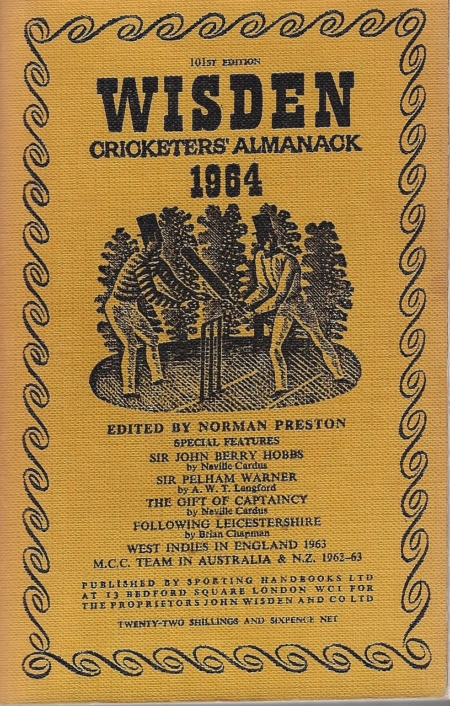 101ST EDITION
WISDEN
CRICKETERS' ALMANACK
1964
EDITED BY NORMAN PRESTON
SPECIAL FEATURES
SIR JOHN BERRY HOBBS
by Neville Cardus
SIR PELHAM WARNER
by A. W. T. Langford
THE GIFT OF CAPTAINCY
by Neville Cardus
FOLLOWING LEICESTERSHIRE
by Brian Chapman
WEST INDIES IN ENGLAND 1963
M.C.C. TEAM IN AUSTRALIA & N.Z. 1962–63
PUBLISHED BY SPORTING HANDBOOKS LTD
AT 13 BEDFORD SQUARE LONDON WC1 FOR
THE PROPRIETORS JOHN WISDEN AND CO LTD
TWENTY-TWO SHILLINGS AND SIXPENCE NET